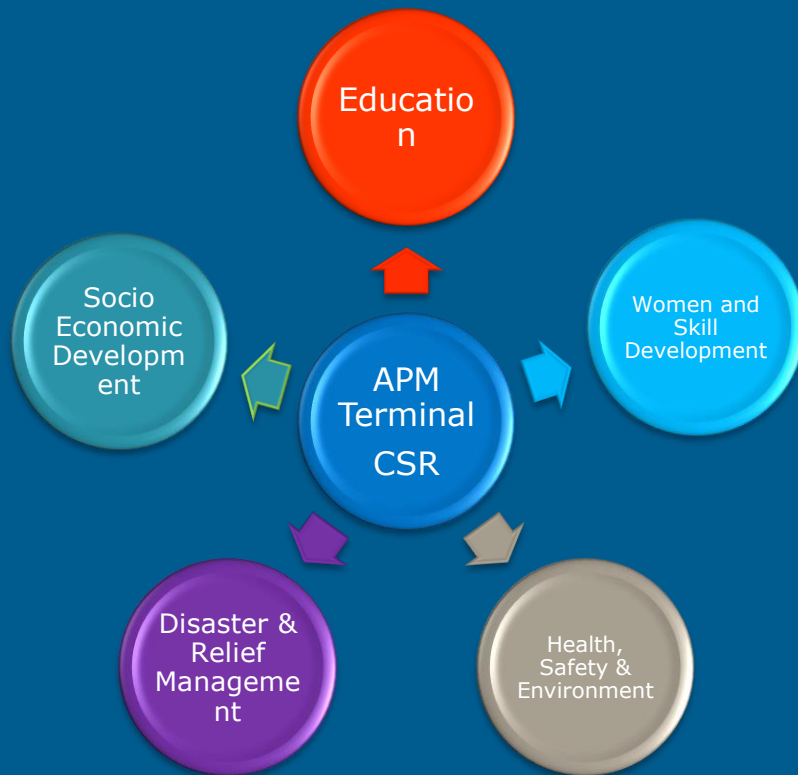 Educatio
n
Socio
Economic
Developm
ent
Women and
Skill
Development
APM
Terminal
CSR
Disaster &
Relief
Manageme
nt
Health,
Safety &
Environment